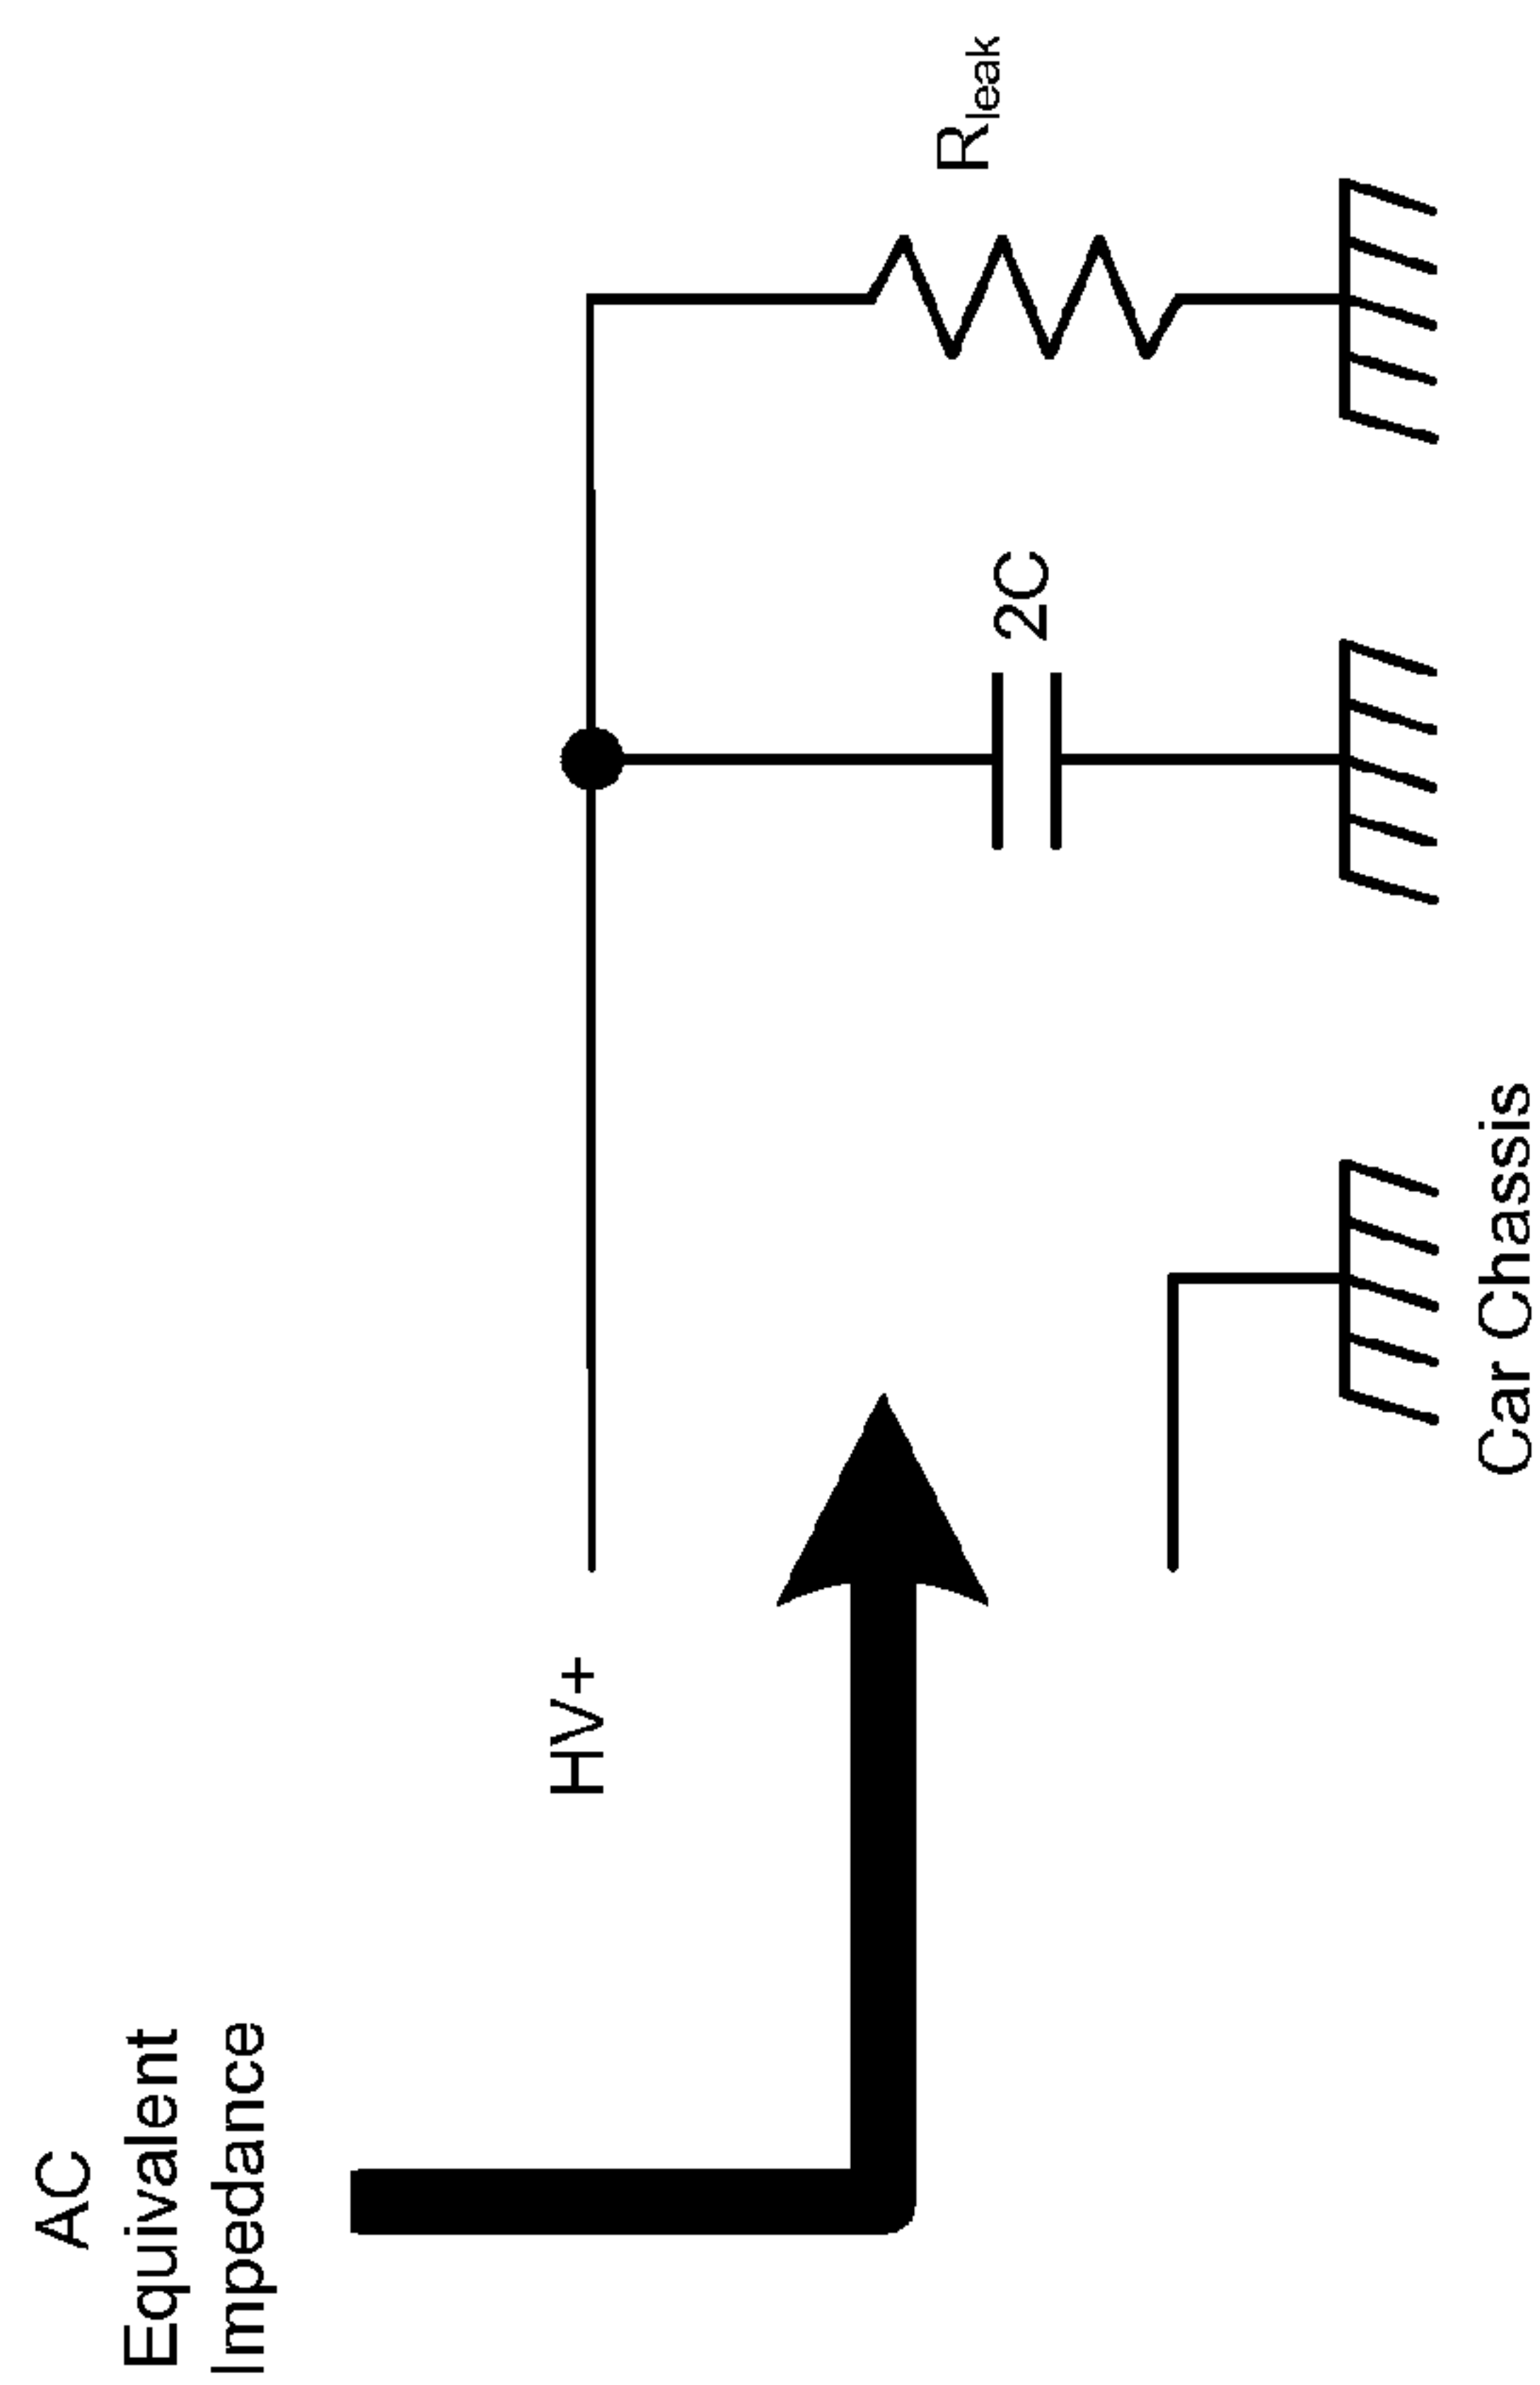 AC
Equivalent
Impedance
HV+
2C
Rleak
Car Chassis